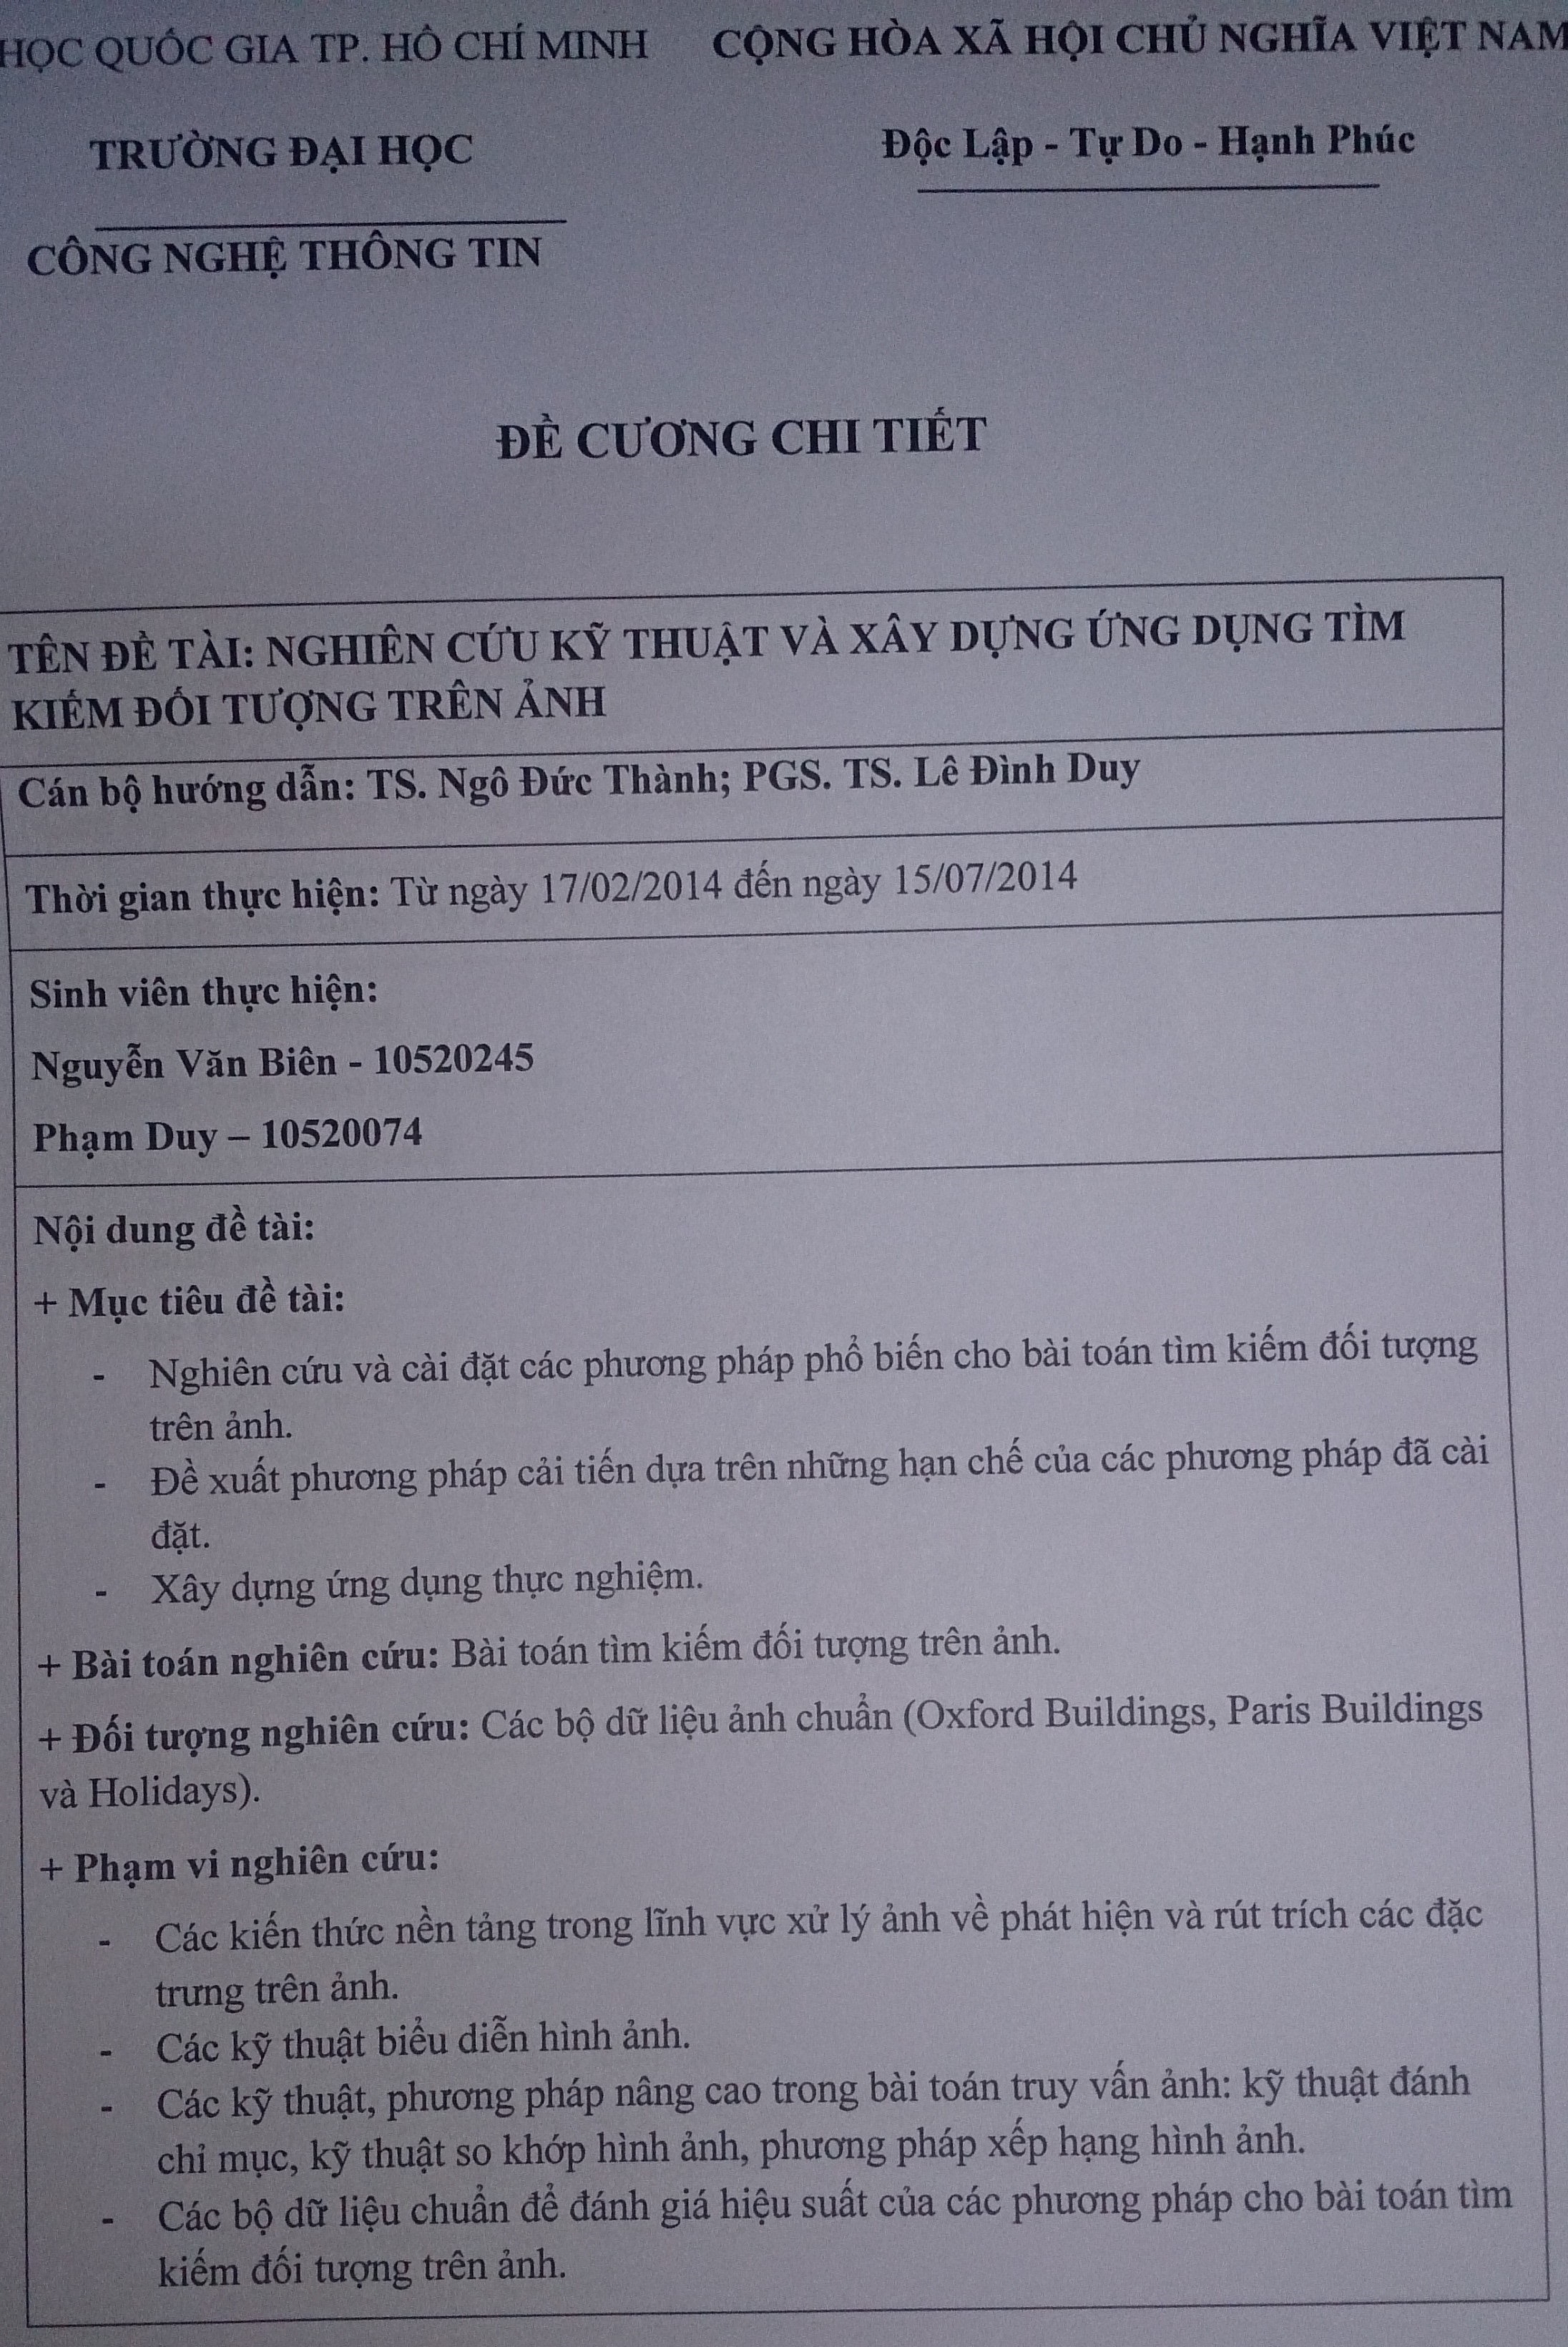 HỌC QUỐC GIA TP. HỒ CHÍ MINH CỘNG HÒA XÃ HỘI CHỦ NGHĨA VIỆT NAM
TRƯỜNG ĐẠI HỌC Độc Lập - Tự Do - Hạnh Phúc
CÔNG NGHỆ THÔNG TIN
ĐỀ CƯƠNG CHI TIẾT
TÊN ĐỀ TÀI: NGHIÊN CỨU KỸ THUẬT VÀ XÂY DỰNG ỨNG DỤNG TÌM
KIẾM ĐỐI TƯỢNG TRÊN ẢNH
Cán bộ hướng dẫn: TS. Ngô Đức Thành; PGS. TS. Lê Đình Duy
Thời gian thực hiện: Từ ngày 17/02/2014 đến ngày 15/07/2014
Sinh viên thực hiện:
Nguyễn Văn Biên - 10520245
Phạm Duy – 10520074
Nội dung đề tài:
+ Mục tiêu đề tài:
- Nghiên cứu và cài đặt các phương pháp phổ biến cho bài toán tìm kiếm đối tượng
trên ảnh.
- Đề xuất phương pháp cải tiến dựa trên những hạn chế của các phương pháp đã cài
đặt.
- Xây dựng ứng dụng thực nghiệm.
+ Bài toán nghiên cứu: Bài toán tìm kiếm đối tượng trên ảnh.
+ Đối tượng nghiên cứu: Các bộ dữ liệu ảnh chuẩn (Oxford Buildings, Paris Buildings
và Holidays).
+ Phạm vi nghiên cứu:
- Các kiến thức nền tảng trong lĩnh vực xử lý ảnh về phát hiện và rút trích các đặc
trưng trên ảnh.
- Các kỹ thuật biểu diễn hình ảnh.
- Các kỹ thuật, phương pháp nâng cao trong bài toán truy vấn ảnh: kỹ thuật đánh
chỉ mục, kỹ thuật so khớp hình ảnh, phương pháp xếp hạng hình ảnh.
- Các bộ dữ liệu chuẩn để đánh giá hiệu suất của các phương pháp cho bài toán tìm
kiếm đối tượng trên ảnh.